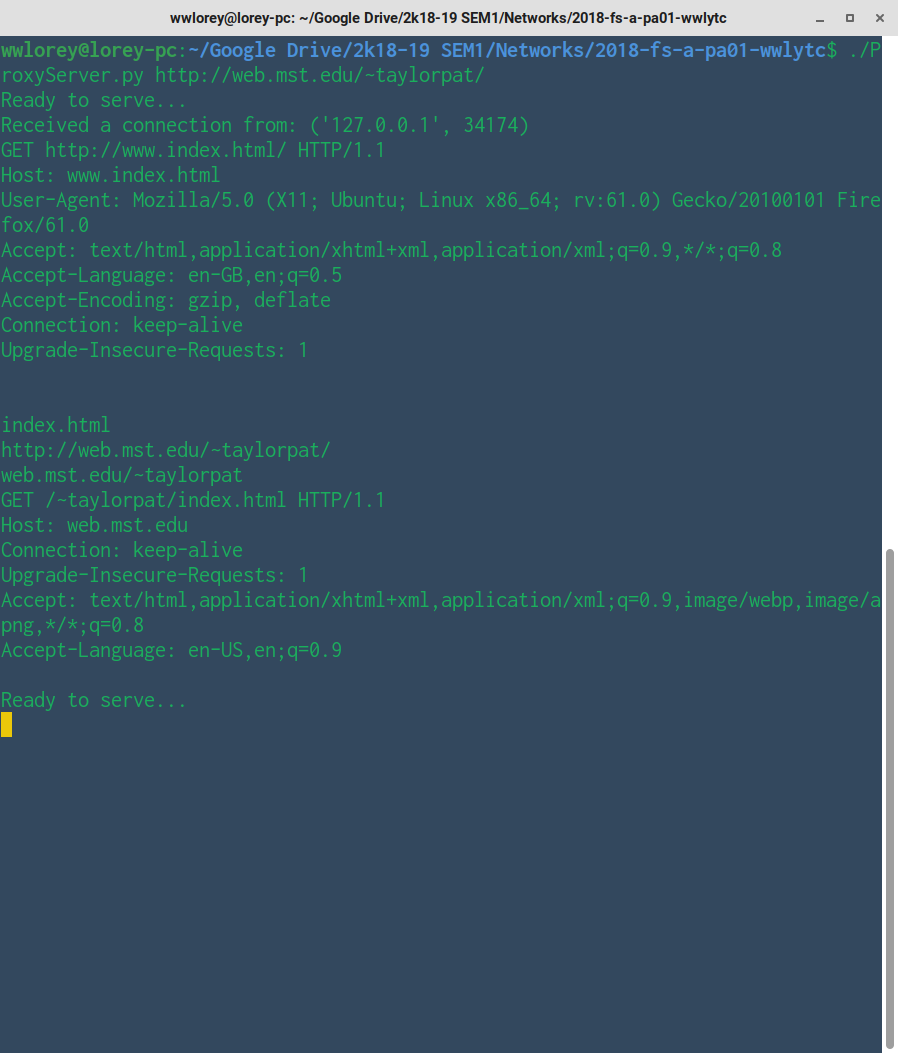 wwlorey@lorey-pc: ~/Google Drive/2k18-19 SEM1/Networks/2018-fs-a-pa01-wwlytc
wwlorey@lorey-pc:~/Google Drive/2k18-19 SEM1/Networks/2018-fs-a-pa01-wwlytc$ ./P
roxyServer.py http://web.mst.edu/~taylorpat/
Ready to serve...
Received a connection from: ('127.0.0.1', 34174)
GET http://www.index.html/ HTTP/1.1
Host: www.index.html
User-Agent: Mozilla/5.0 (X11; Ubuntu; Linux x86_64; rv:61.0) Gecko/20100101 Fire
fox/61.0
Accept: text/html,application/xhtml+xml,application/xml;q=0.9,*/*;q=0.8
Accept-Language: en-GB,en;q=0.5
Accept-Encoding: gzip, deflate
Connection: keep-alive
Upgrade-Insecure-Requests: 1
index.html
http://web.mst.edu/~taylorpat/
web.mst.edu/~taylorpat
GET /~taylorpat/index.html HTTP/1.1
Host: web.mst.edu
Connection: keep-alive
Upgrade-Insecure-Requests: 1
Accept: text/html,application/xhtml+xml,application/xml;q=0.9,image/webp,image/a
png,*/*;q=0.8
Accept-Language: en-US,en;q=0.9
Ready to serve...